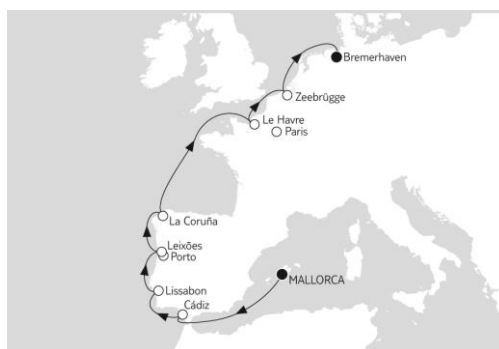 Bremerhaven
Zeebrügge
Le Havre
Paris
La Coruña
Leixões
Porto
MALLORCA
Lissabon
Cádiz